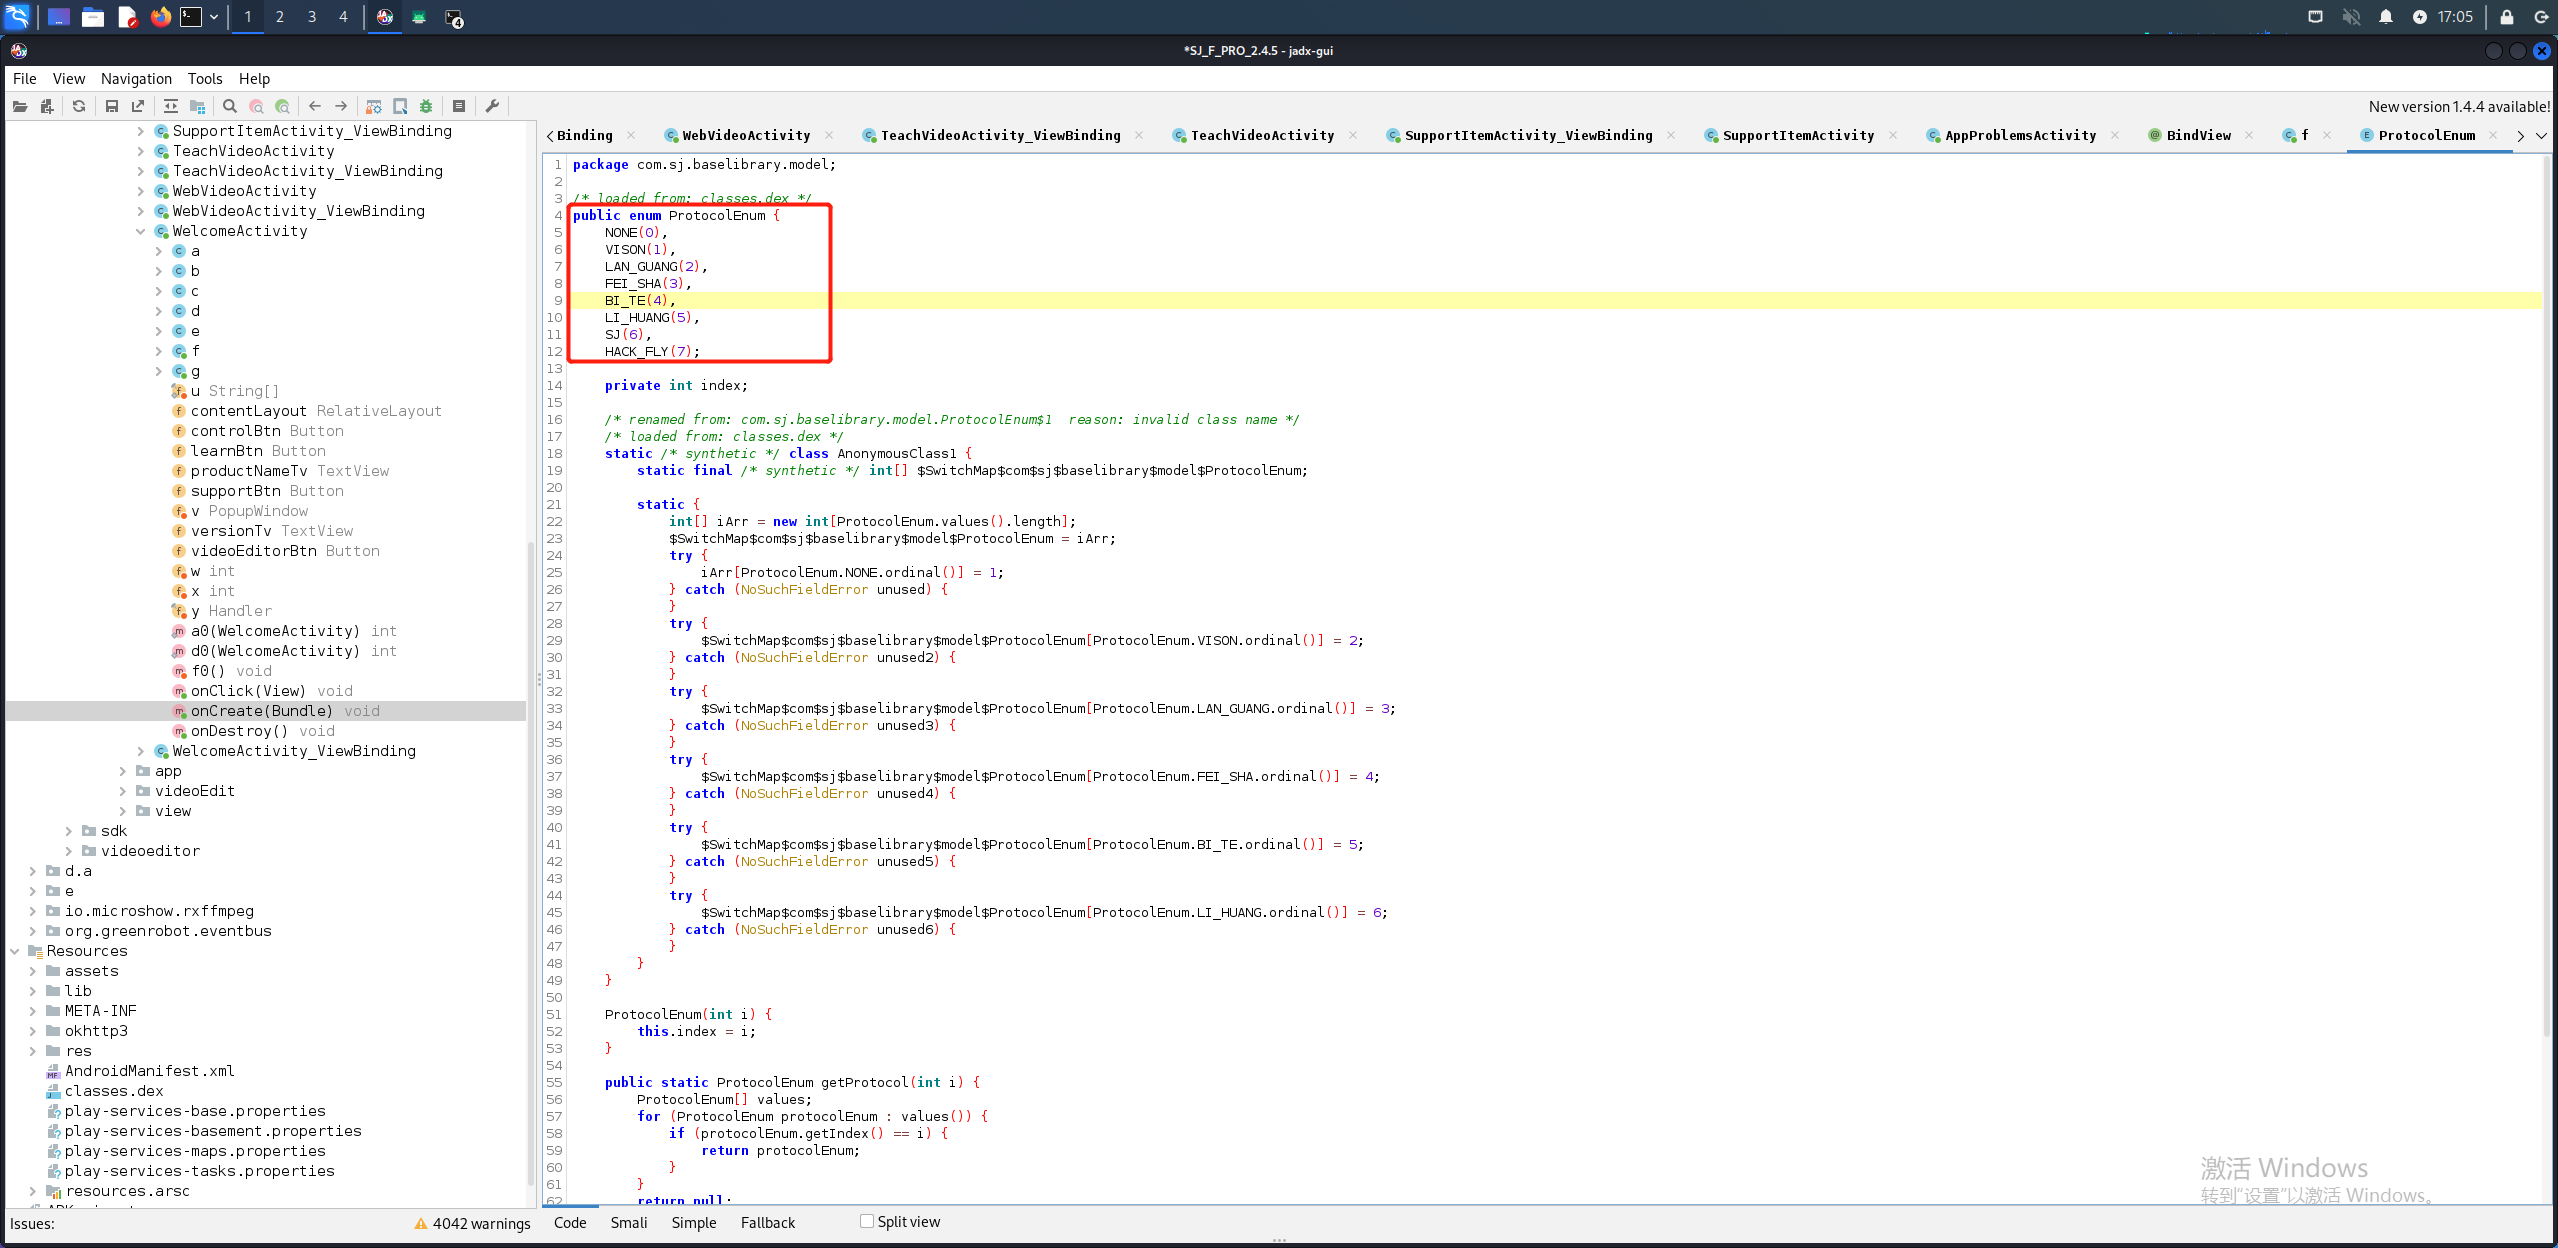 1 2 3 4 4 17:05
*SJ_F_PRO_2.4.5 - jadx-gui
File View Navigation Tools Help
New version 1.4.4 available!
SupportItemActivity_ViewBinding
TeachVideoActivity
TeachVideoActivity_ViewBinding
WebVideoActivity
WebVideoActivity_ViewBinding
WelcomeActivity
a
b
c
d
e
f
g
u String[]
contentLayout RelativeLayout
controlBtn Button
learnBtn Button
productNameTv TextView
supportBtn Button
v PopupWindow
versionTv TextView
videoEditorBtn Button
w int
x int
y Handler
a0(WelcomeActivity) int
d0(WelcomeActivity) int
f0() void
onClick(View) void
onCreate(Bundle) void
onDestroy() void
WelcomeActivity_ViewBinding
app
videoEdit
view
sdk
videoeditor
d.a
e
io.microshow.rxffmpeg
org.greenrobot.eventbus
Resources
assets
lib
META-INF
okhttp3
res
AndroidManifest.xml
classes.dex
play-services-base.properties
play-services-basement.properties
play-services-maps.properties
play-services-tasks.properties
resources.arsc
Binding WebVideoActivity TeachVideoActivity_ViewBinding TeachVideoActivity SupportItemActivity_ViewBinding SupportItemActivity AppProblemsActivity BindView f ProtocolEnum
1 package com.sj.baselibrary.model;
2
3 /* loaded from: classes.dex */
4 public enum ProtocolEnum {
5 NONE(0),
6 VISON(1),
7 LAN_GUANG(2),
8 FEI_SHA(3),
9 BI_TE(4),
10 LI_HUANG(5),
11 SJ(6),
12 HACK_FLY(7);
13
14 private int index;
15
16 /* renamed from: com.sj.baselibrary.model.ProtocolEnum$1  reason: invalid class name */
17 /* loaded from: classes.dex */
18 static /* synthetic */ class AnonymousClass1 {
19 static final /* synthetic */ int[] $SwitchMap$com$sj$baselibrary$model$ProtocolEnum;
20
21 static {
22 int[] iArr = new int[ProtocolEnum.values().length];
23 $SwitchMap$com$sj$baselibrary$model$ProtocolEnum = iArr;
24 try {
25 iArr[ProtocolEnum.NONE.ordinal()] = 1;
26 } catch (NoSuchFieldError unused) {
27 }
28 try {
29 $SwitchMap$com$sj$baselibrary$model$ProtocolEnum[ProtocolEnum.VISON.ordinal()] = 2;
30 } catch (NoSuchFieldError unused2) {
31 }
32 try {
33 $SwitchMap$com$sj$baselibrary$model$ProtocolEnum[ProtocolEnum.LAN_GUANG.ordinal()] = 3;
34 } catch (NoSuchFieldError unused3) {
35 }
36 try {
37 $SwitchMap$com$sj$baselibrary$model$ProtocolEnum[ProtocolEnum.FEI_SHA.ordinal()] = 4;
38 } catch (NoSuchFieldError unused4) {
39 }
40 try {
41 $SwitchMap$com$sj$baselibrary$model$ProtocolEnum[ProtocolEnum.BI_TE.ordinal()] = 5;
42 } catch (NoSuchFieldError unused5) {
43 }
44 try {
45 $SwitchMap$com$sj$baselibrary$model$ProtocolEnum[ProtocolEnum.LI_HUANG.ordinal()] = 6;
46 } catch (NoSuchFieldError unused6) {
47 }
48 }
49 }
50
51 ProtocolEnum(int i) {
52 this.index = i;
53 }
54
55 public static ProtocolEnum getProtocol(int i) {
56 ProtocolEnum[] values;
57 for (ProtocolEnum protocolEnum : values()) {
58 if (protocolEnum.getIndex() == i) {
59 return protocolEnum;
60 }
61 }
62 return null;
激活 Windows
转到"设置"以激活 Windows。
Issues: 4042 warnings Code Smali Simple Fallback Split view